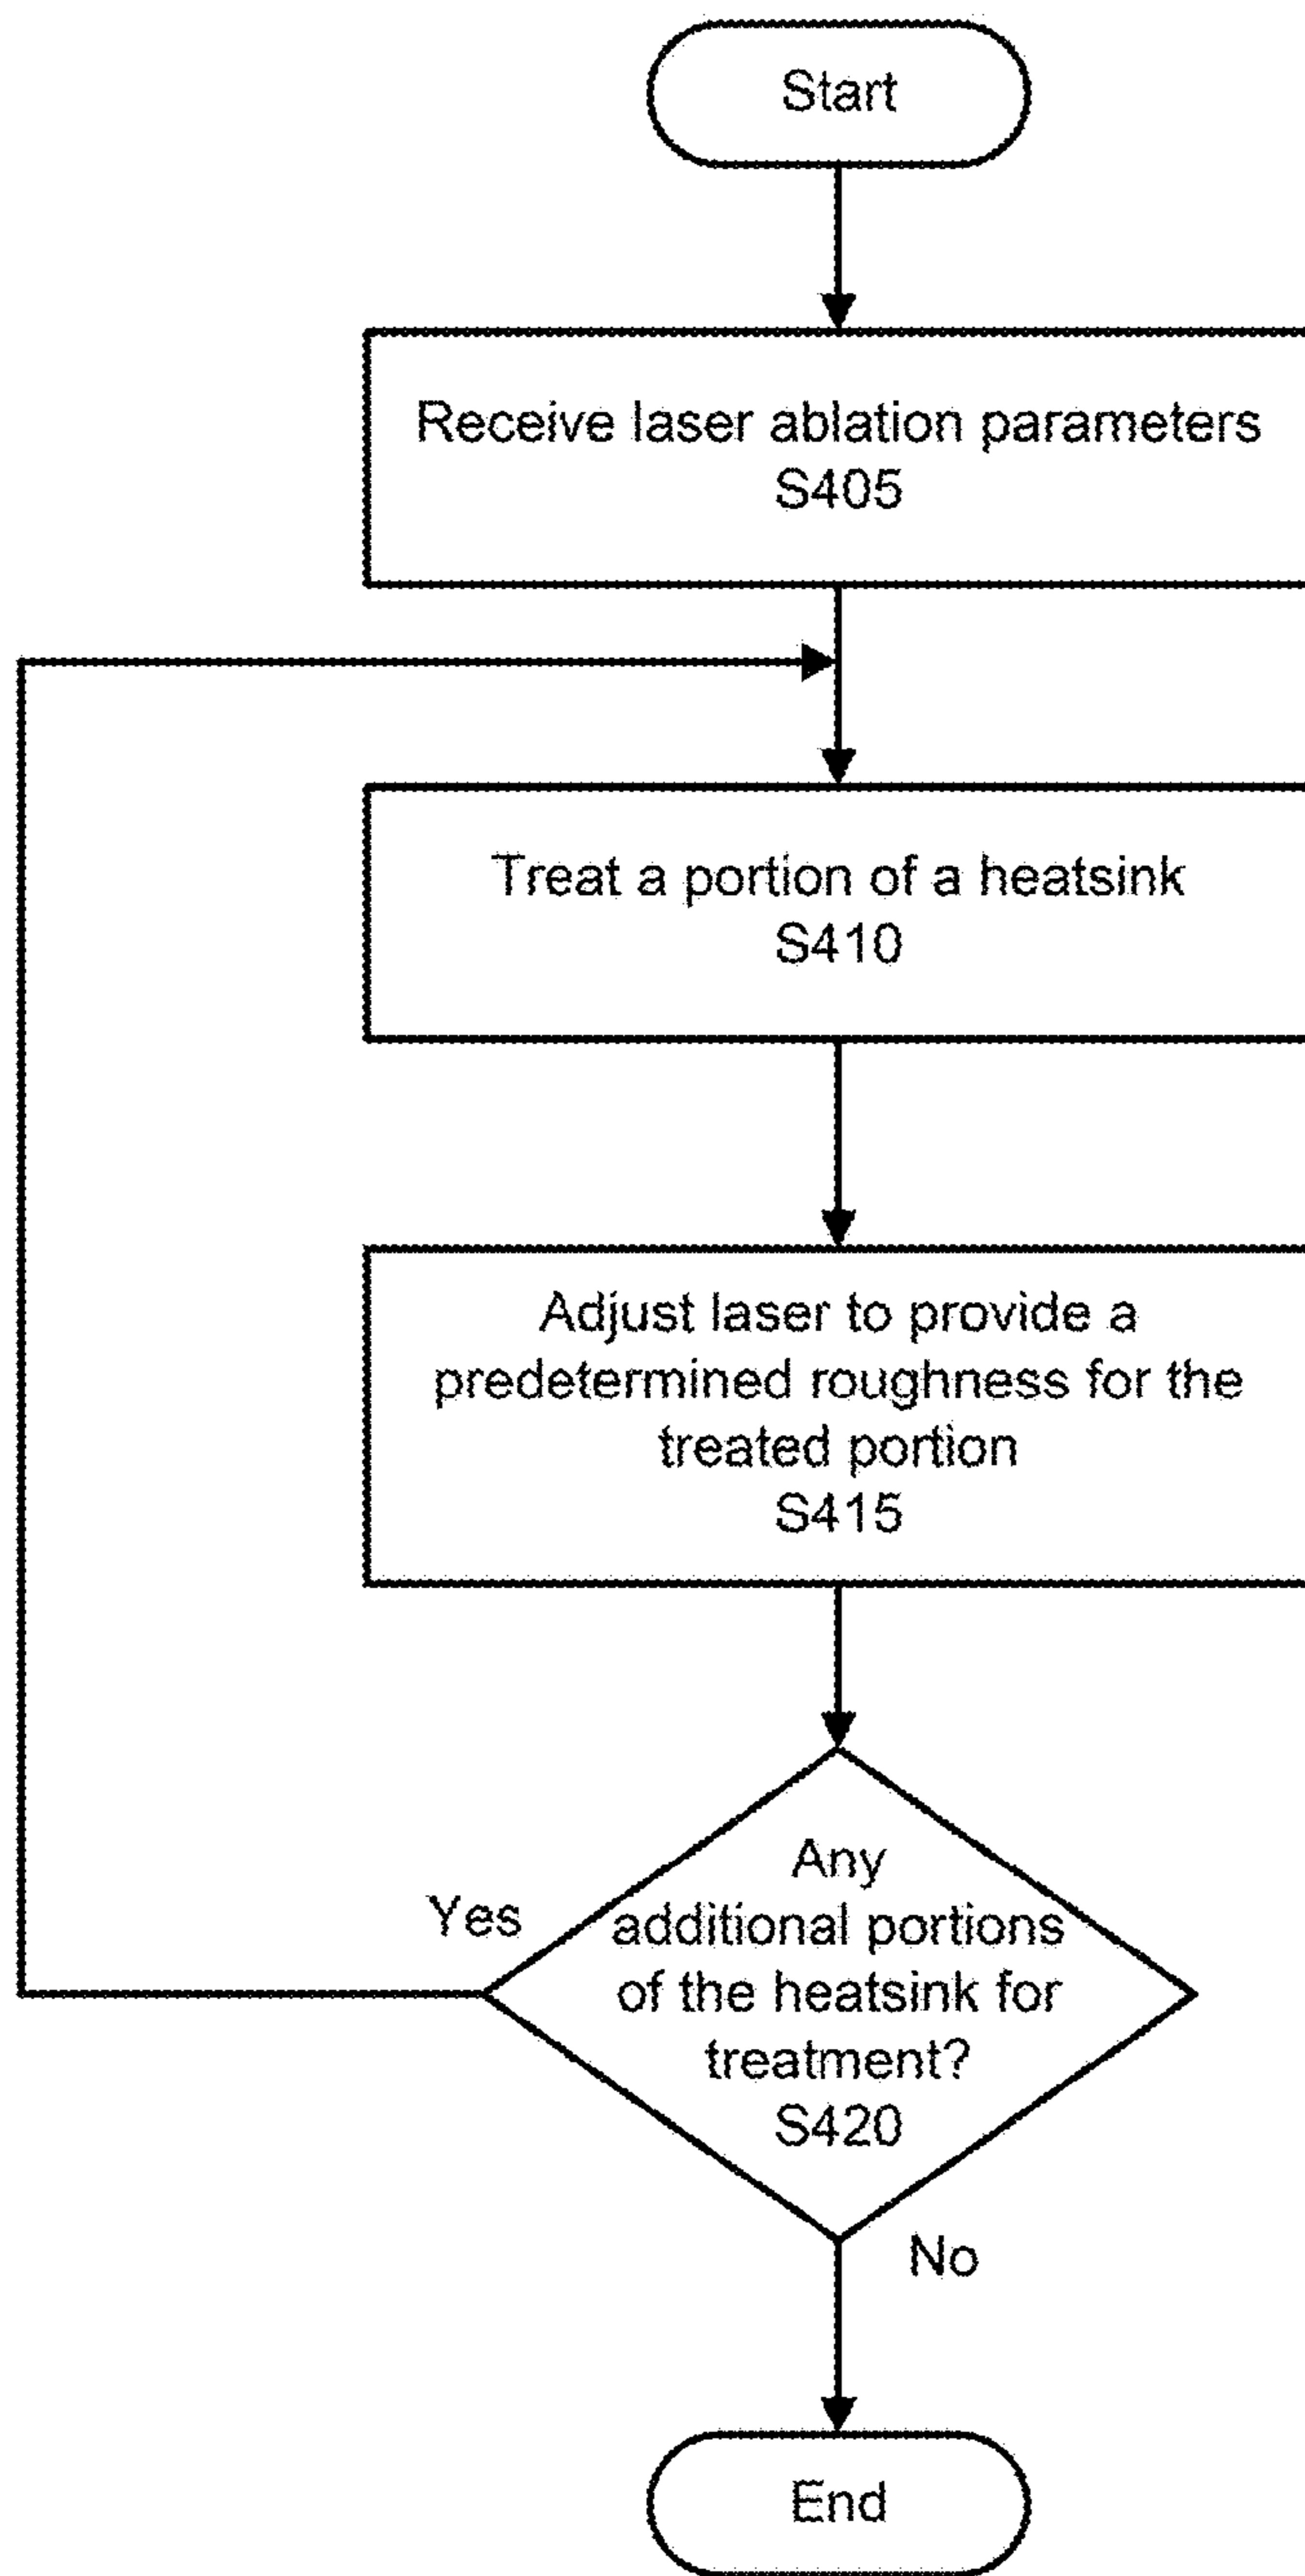 Start
Receive laser ablation parameters
S405
Treat a portion of a heatsink
S410
Adjust laser to provide a
predetermined roughness for the
treated portion
S415
Any
additional portions
of the heatsink for
treatment?
S420
Yes
No
End